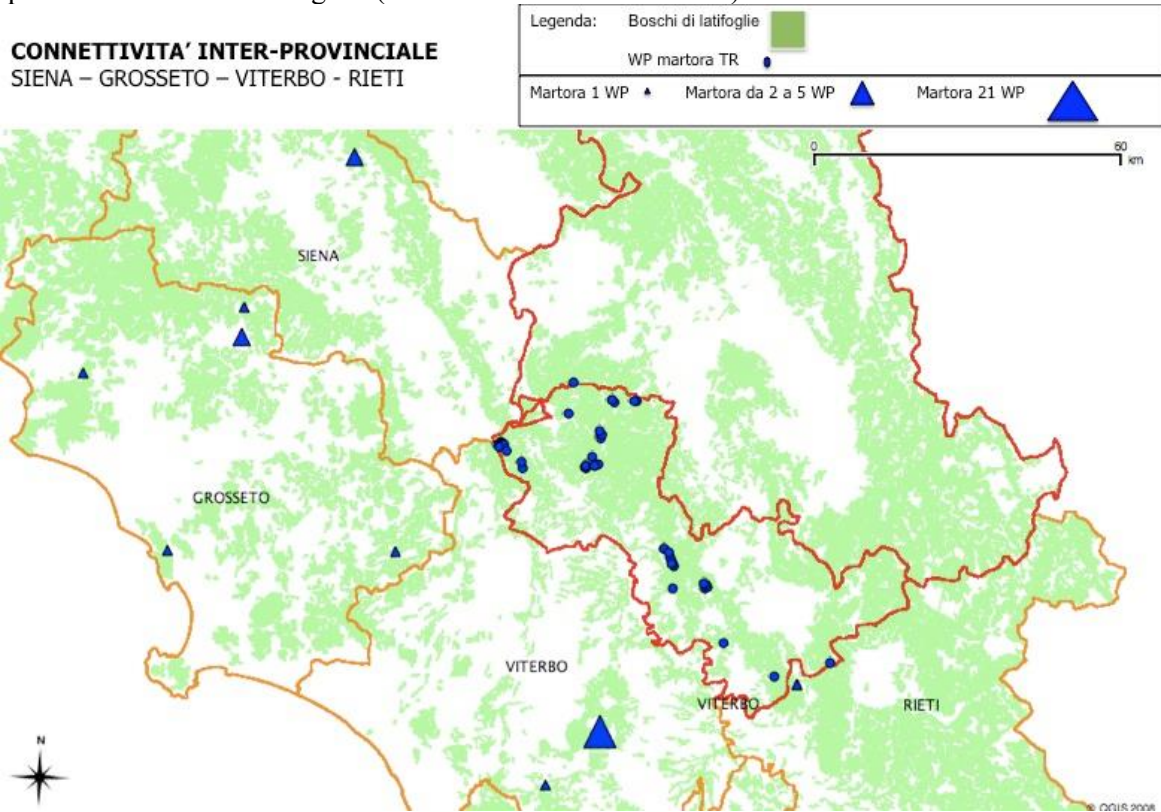 CONNETTIVITA’ INTER-PROVINCIALE
SIENA – GROSSETO – VITERBO - RIETI
Legenda: Boschi di latifoglie
WP martora TR
Martora 1 WP Martora da 2 a 5 WP Martora 21 WP
0 60
km
SIENA
GROSSETO
VITERBO
VITERBO RIETI
N
© QGIS 2008